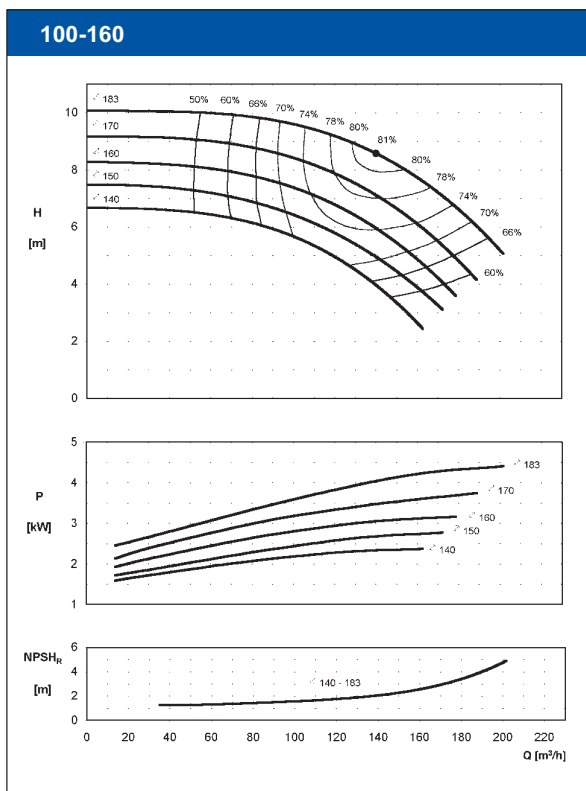 100-160
50% 60% 66% 70% 74% 78% 80% 81% 80% 78% 74% 70% 66% 60%
10
8
6
4
2
0
H
[m]
⌀ 183
⌀ 170
⌀ 160
⌀ 150
⌀ 140
5
4
3
2
1
P
[kW]
⌀ 183
⌀ 170
⌀ 160
⌀ 150
⌀ 140
6
4
2
0
NPSHR
[m]
⌀ 140 - 183
0 20 40 60 80 100 120 140 160 180 200 220
Q [m³/h]